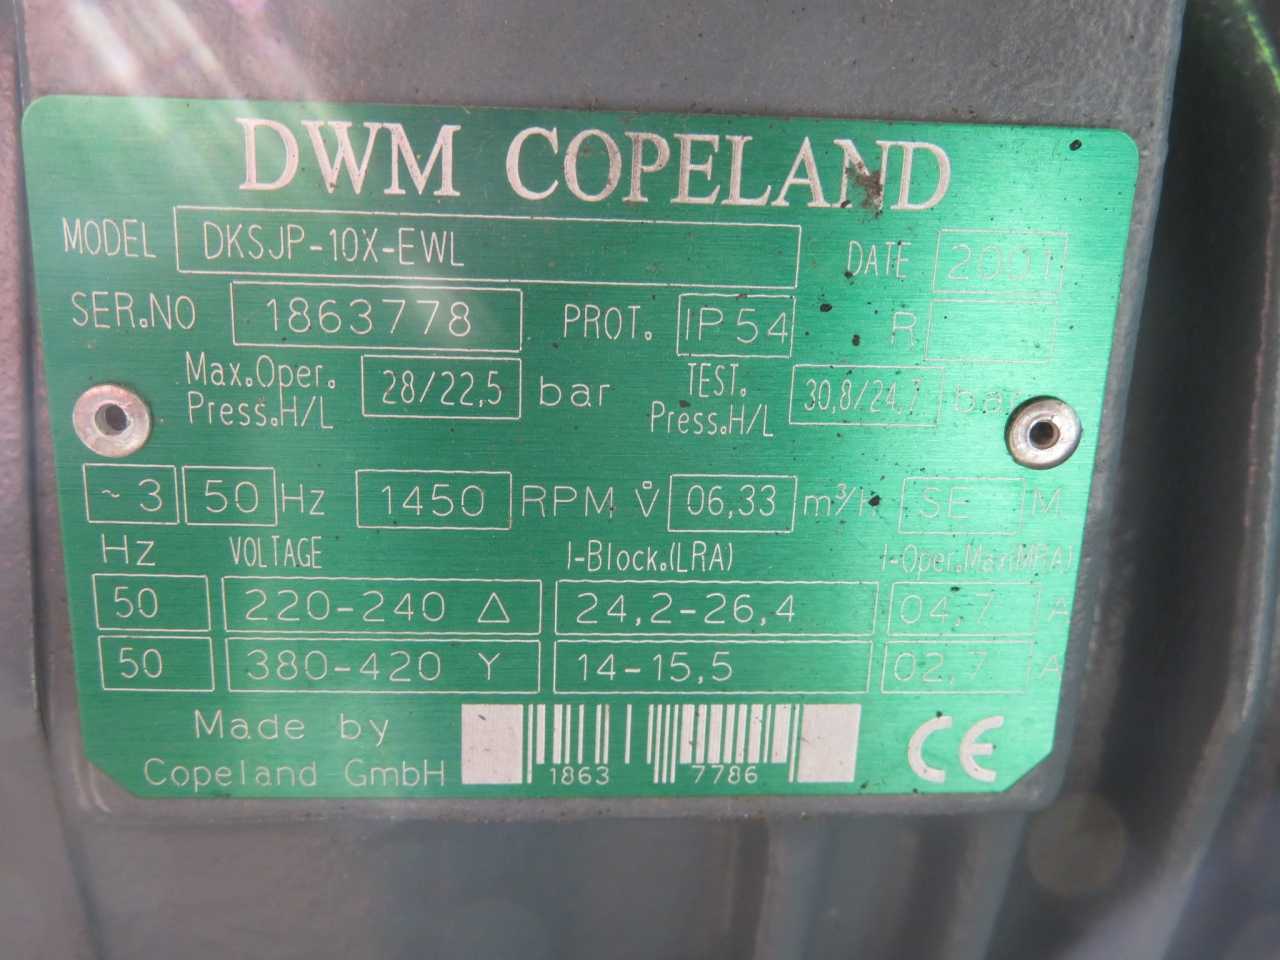 DWM COPELAND
MODEL DKSJP-10X-EWL DATE 2001
SER.NO 1863778 PROT. IP 54 R
Max.Oper. Press.H/L 28/22,5 bar TEST. Press.H/L 30,8/24,7 bar
~3 50 Hz 1450 RPM V̊ 06,33 m³/h SE M
HZ VOLTAGE I-Block.(LRA) I-Oper.Max(MRA)
50 220-240 Δ 24,2-26,4 04,7 A
50 380-420 Y 14-15,5 02,7 A
Made by
Copeland GmbH
1863 7786
CE